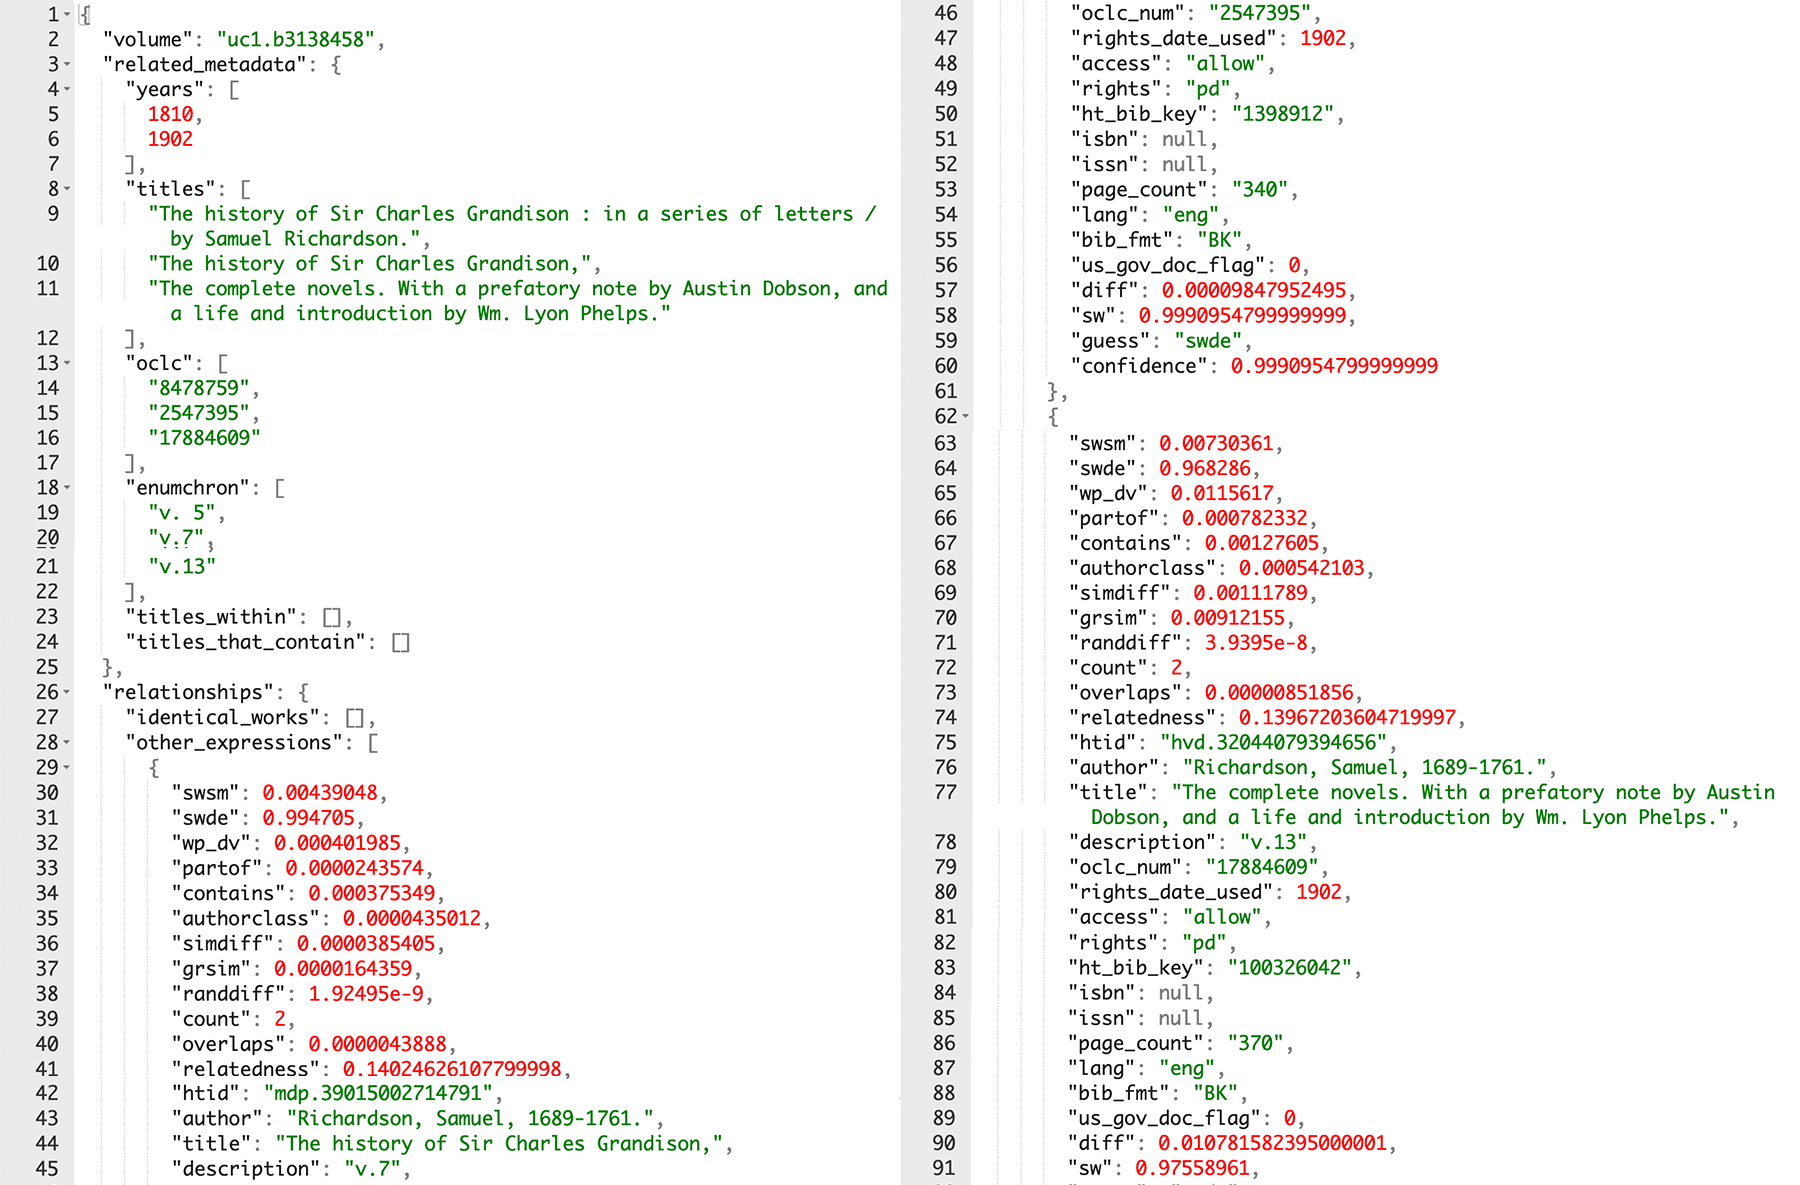 1 {
2 "volume": "uc1.b3138458",
3 "related_metadata": {
4 "years": [
5 1810,
6 1902
7 ],
8 "titles": [
9 "The history of Sir Charles Grandison : in a series of letters /
by Samuel Richardson.",
10 "The history of Sir Charles Grandison,",
11 "The complete novels. With a prefatory note by Austin Dobson, and
a life and introduction by Wm. Lyon Phelps."
12 ],
13 "oclc": [
14 "8478759",
15 "2547395",
16 "17884609"
17 ],
18 "enumchron": [
19 "v. 5",
20 "v.7",
21 "v.13"
22 ],
23 "titles_within": [],
24 "titles_that_contain": []
25 },
26 "relationships": {
27 "identical_works": [],
28 "other_expressions": [
29 {
30 "swsm": 0.00439048,
31 "swde": 0.994705,
32 "wp_dv": 0.000401985,
33 "partof": 0.0000243574,
34 "contains": 0.000375349,
35 "authorclass": 0.0000435012,
36 "simdiff": 0.0000385405,
37 "grsim": 0.0000164359,
38 "randdiff": 1.92495e-9,
39 "count": 2,
40 "overlaps": 0.0000043888,
41 "relatedness": 0.14024626107799998,
42 "htid": "mdp.39015002714791",
43 "author": "Richardson, Samuel, 1689-1761.",
44 "title": "The history of Sir Charles Grandison,",
45 "description": "v.7",
46 "oclc_num": "2547395",
47 "rights_date_used": 1902,
48 "access": "allow",
49 "rights": "pd",
50 "ht_bib_key": "1398912",
51 "isbn": null,
52 "issn": null,
53 "page_count": "340",
54 "lang": "eng",
55 "bib_fmt": "BK",
56 "us_gov_doc_flag": 0,
57 "diff": 0.00009847952495,
58 "sw": 0.9990954799999999,
59 "guess": "swde",
60 "confidence": 0.9990954799999999
61 },
62 {
63 "swsm": 0.00730361,
64 "swde": 0.968286,
65 "wp_dv": 0.0115617,
66 "partof": 0.000782332,
67 "contains": 0.00127605,
68 "authorclass": 0.000542103,
69 "simdiff": 0.00111789,
70 "grsim": 0.00912155,
71 "randdiff": 3.9395e-8,
72 "count": 2,
73 "overlaps": 0.00000851856,
74 "relatedness": 0.13967203604719997,
75 "htid": "hvd.32044079394656",
76 "author": "Richardson, Samuel, 1689-1761.",
77 "title": "The complete novels. With a prefatory note by Austin
Dobson, and a life and introduction by Wm. Lyon Phelps.",
78 "description": "v.13",
79 "oclc_num": "17884609",
80 "rights_date_used": 1902,
81 "access": "allow",
82 "rights": "pd",
83 "ht_bib_key": "100326042",
84 "isbn": null,
85 "issn": null,
86 "page_count": "370",
87 "lang": "eng",
88 "bib_fmt": "BK",
89 "us_gov_doc_flag": 0,
90 "diff": 0.010781582395000001,
91 "sw": 0.97558961,